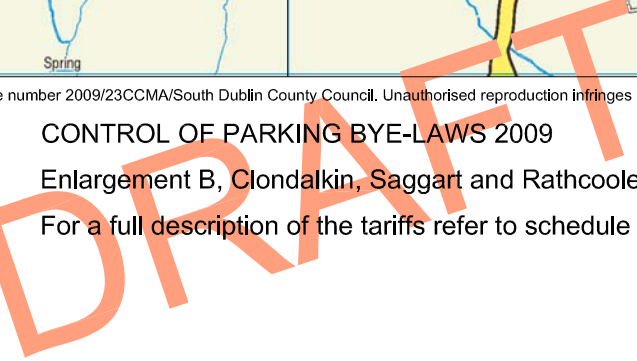 Spring
e number 2009/23CCMA/South Dublin County Council. Unauthorised reproduction infringes
CONTROL OF PARKING BYE-LAWS 2009
Enlargement B, Clondalkin, Saggart and Rathcoole
For a full description of the tariffs refer to schedule
DRAFT